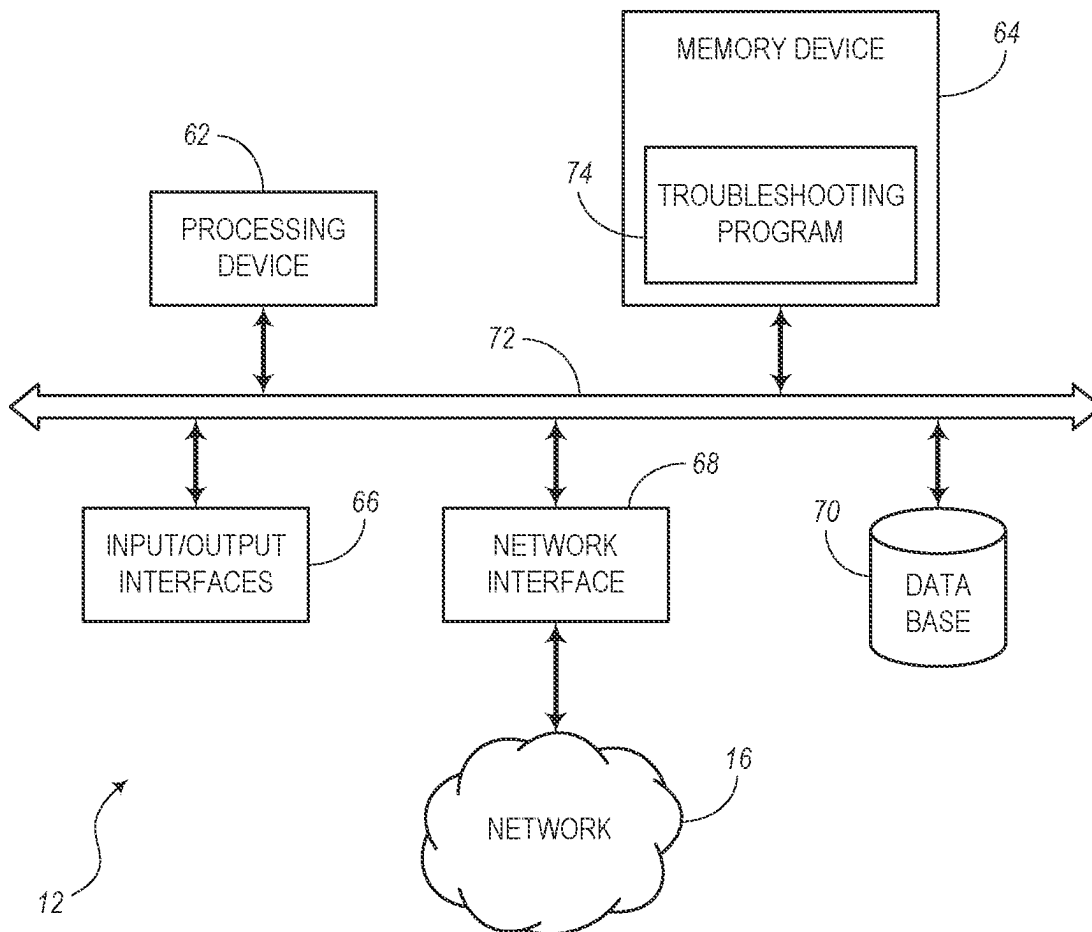 MEMORY DEVICE
64
62
74
TROUBLESHOOTING
PROGRAM
PROCESSING
DEVICE
72
66
68
70
INPUT/OUTPUT
INTERFACES
NETWORK
INTERFACE
DATA
BASE
16
NETWORK
12